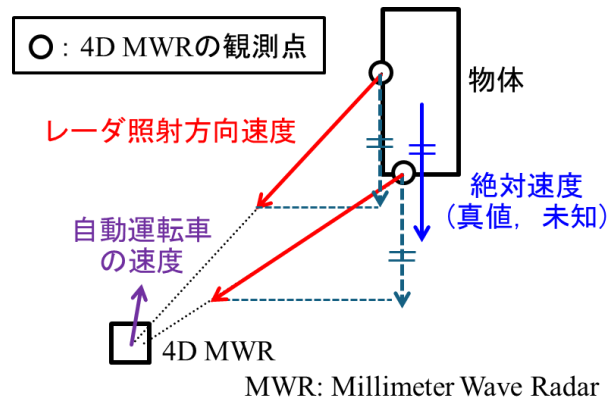 ○ : 4D MWRの観測点
物体
レーダ照射方向速度
絶対速度
(真値，未知)
自動運転車
の速度
4D MWR
MWR: Millimeter Wave Radar